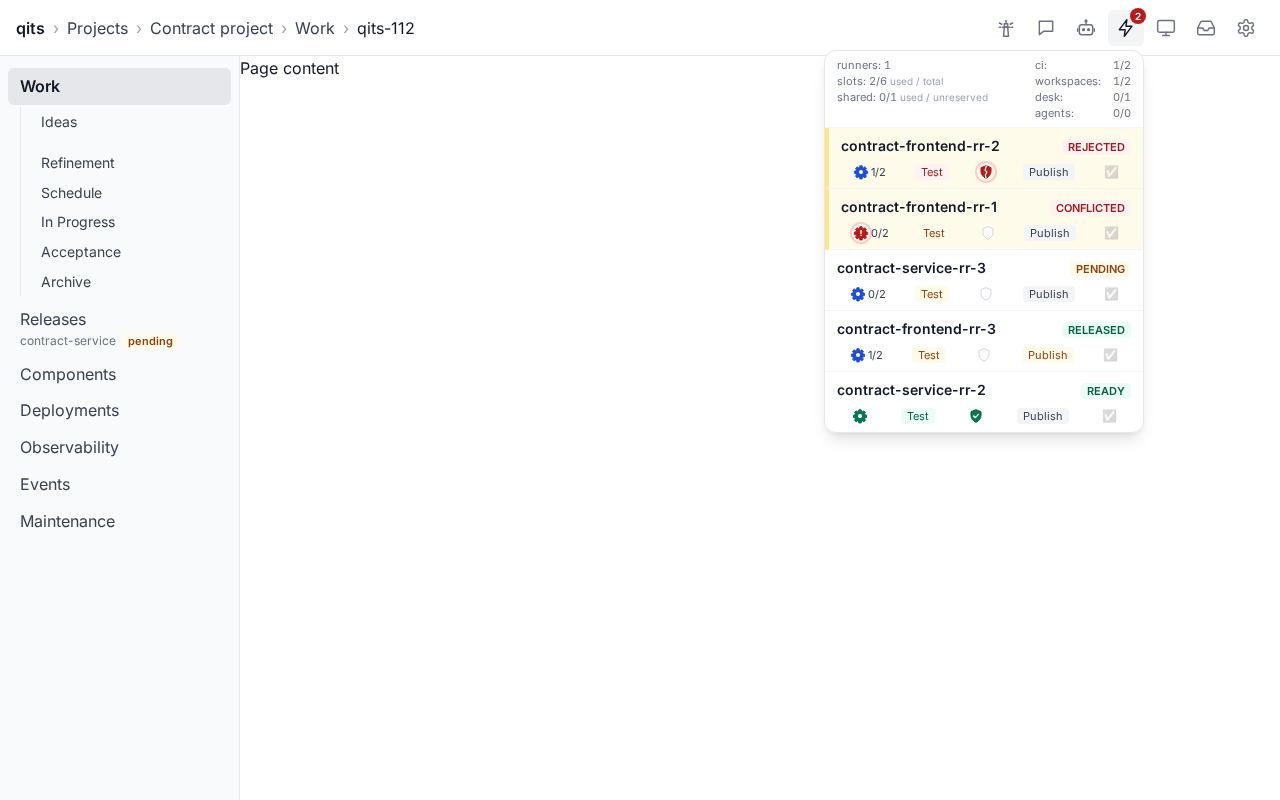 qits › Projects › Contract project › Work › qits-112
2
Work
Ideas
Refinement
Schedule
In Progress
Acceptance
Archive
Releases
contract-service pending
Components
Deployments
Observability
Events
Maintenance
Page content
runners: 1
slots: 2/6 used / total
shared: 0/1 used / unreserved
ci: 1/2
workspaces: 1/2
desk: 0/1
agents: 0/0
contract-frontend-rr-2 REJECTED
1/2 Test Publish
contract-frontend-rr-1 CONFLICTED
0/2 Test Publish
contract-service-rr-3 PENDING
0/2 Test Publish
contract-frontend-rr-3 RELEASED
1/2 Test Publish
contract-service-rr-2 READY
Test Publish